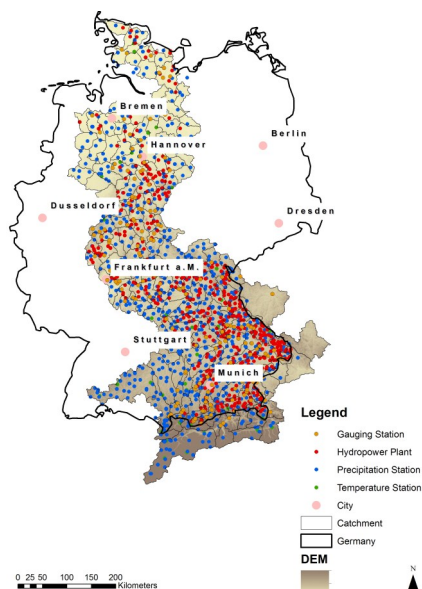 Bremen
Berlin
Hannover
Dusseldorf
Dresden
Frankfurt a.M.
Stuttgart
Munich
Legend
Gauging Station
Hydropower Plant
Precipitation Station
Temperature Station
City
Catchment
Germany
DEM
N
0 25 50 100 150 200
Kilometers